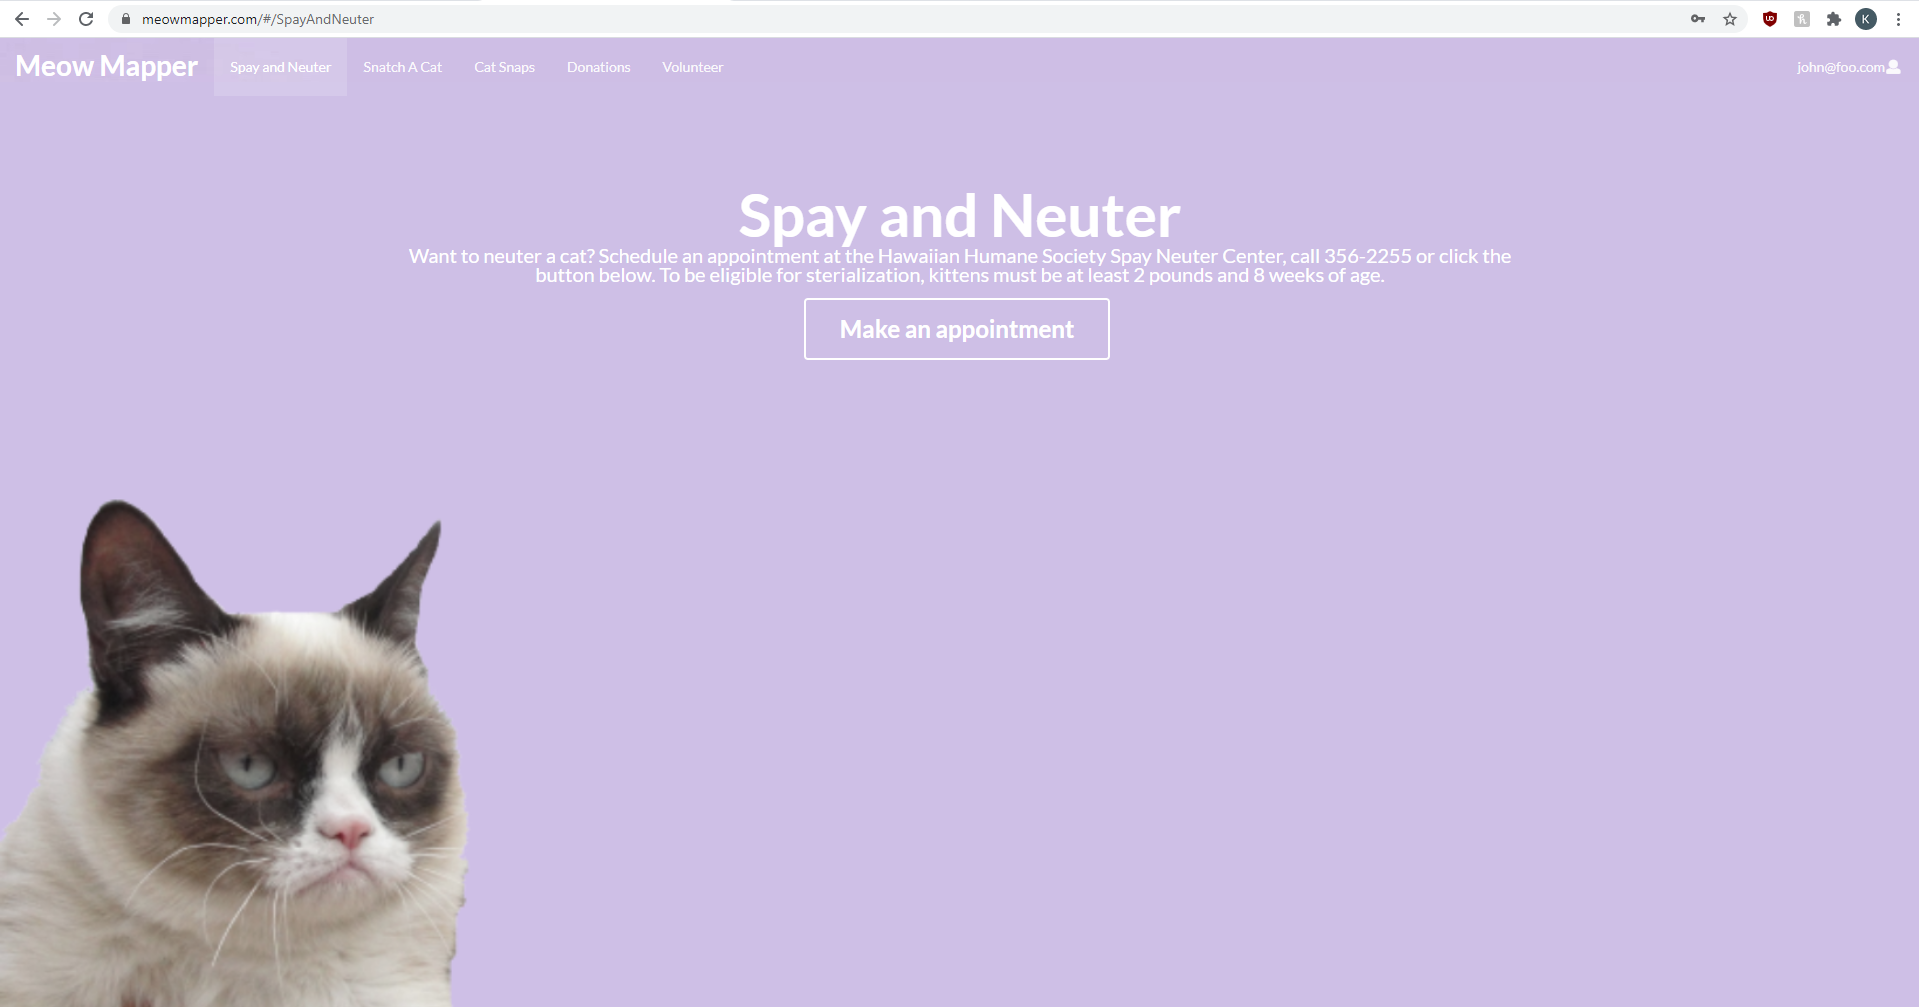 meowmapper.com/#/SpayAndNeuter
K
Meow Mapper
Spay and Neuter
Snatch A Cat
Cat Snaps
Donations
Volunteer
john@foo.com
Spay and Neuter
Want to neuter a cat? Schedule an appointment at the Hawaiian Humane Society Spay Neuter Center, call 356-2255 or click the
button below. To be eligible for sterialization, kittens must be at least 2 pounds and 8 weeks of age.
Make an appointment